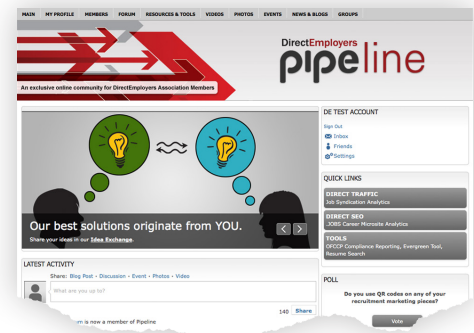 MAIN MY PROFILE MEMBERS FORUM RESOURCES & TOOLS VIDEOS PHOTOS EVENTS NEWS & BLOGS GROUPS
DirectEmployers
pipeline
An exclusive online community for DirectEmployers Association Members
Our best solutions originate from YOU.
Share your ideas in our Idea Exchange.
< >
LATEST ACTIVITY
Share: Blog Post • Discussion • Event • Photos • Video
What are you up to?
140 Share
is now a member of Pipeline
DE TEST ACCOUNT
Sign Out
Inbox
Friends
Settings
QUICK LINKS
DIRECT TRAFFIC
Job Syndication Analytics
DIRECT SEO
.JOBS Career Microsite Analytics
TOOLS
OFCCP Compliance Reporting, Evergreen Tool,
Resume Search
POLL
Do you use QR codes on any of your
recruitment marketing pieces?
Vote